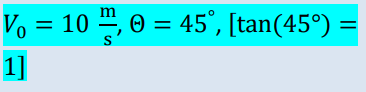 V₀ = 10 m/s, Θ = 45°, [tan(45°) =
1]